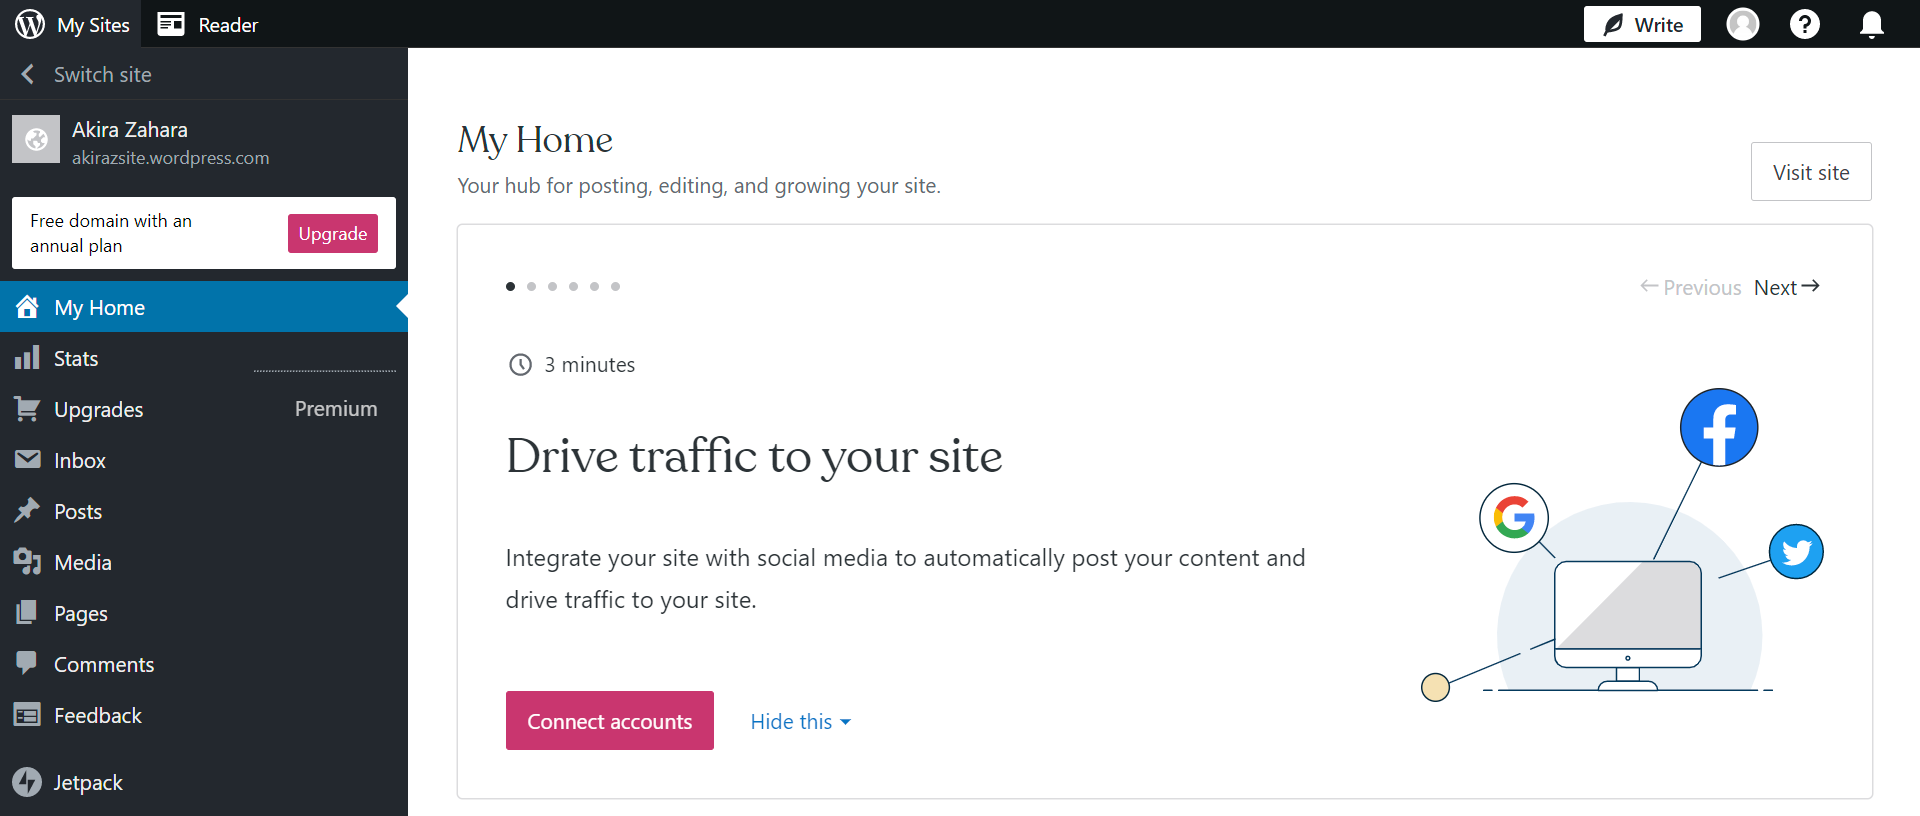 My Sites
Reader
Write
Switch site
Akira Zahara
akirazsite.wordpress.com
Free domain with an
annual plan
Upgrade
My Home
Stats
Upgrades
Premium
Inbox
Posts
Media
Pages
Comments
Feedback
Jetpack
My Home
Your hub for posting, editing, and growing your site.
Visit site
← Previous Next →
3 minutes
Drive traffic to your site
Integrate your site with social media to automatically post your content and
drive traffic to your site.
Connect accounts
Hide this